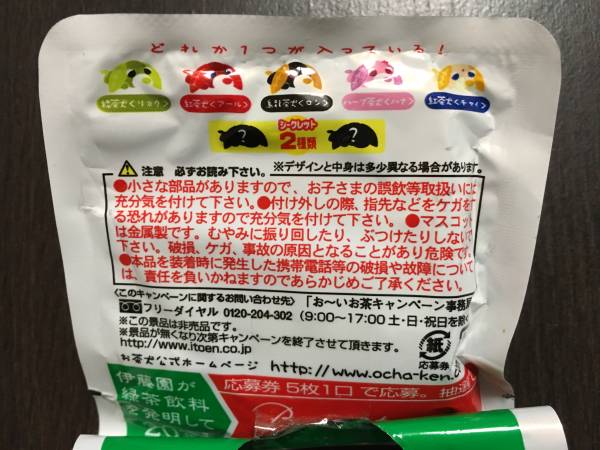 どれか1つが入っている!
緑茶犬<リョク>
紅茶犬<アール>
烏龍茶犬<ロン>
ハーブ茶犬<ハナ>
紅茶犬<チャイ>
? シークレット 2種類 ?
注意 必ずお読み下さい。 ※デザインと中身は多少異なる場合があります。
●小さな部品がありますので、お子さまの誤飲等取扱いには
充分気を付けて下さい。●付け外しの際、指先などをケガをす
る恐れがありますので充分気を付けて下さい。 ●マスコット
は金属製です。むやみに振り回したり、ぶつけたりしないで
下さい。破損、ケガ、事故の原因となることがあり危険です。
●本品を装着時に発生した携帯電話等の破損や故障について
は、責任を負いかねますのであらかじめご了承ください。
<このキャンペーンに関するお問い合わせ先> 「お〜いお茶キャンペーン事務局
フリーダイヤル 0120-204-302 (9:00〜17:00 土・日・祝日を除く
※この景品は非売品です。
※景品が無くなり次第キャンペーンを終了させて頂きます。
http://www.itoen.co.jp
紙
応募券
お茶犬公式ホームページ http://www.ocha-ken.c
伊藤園が
緑茶飲料
を発明して
20
応募券5枚1口で応募。抽選